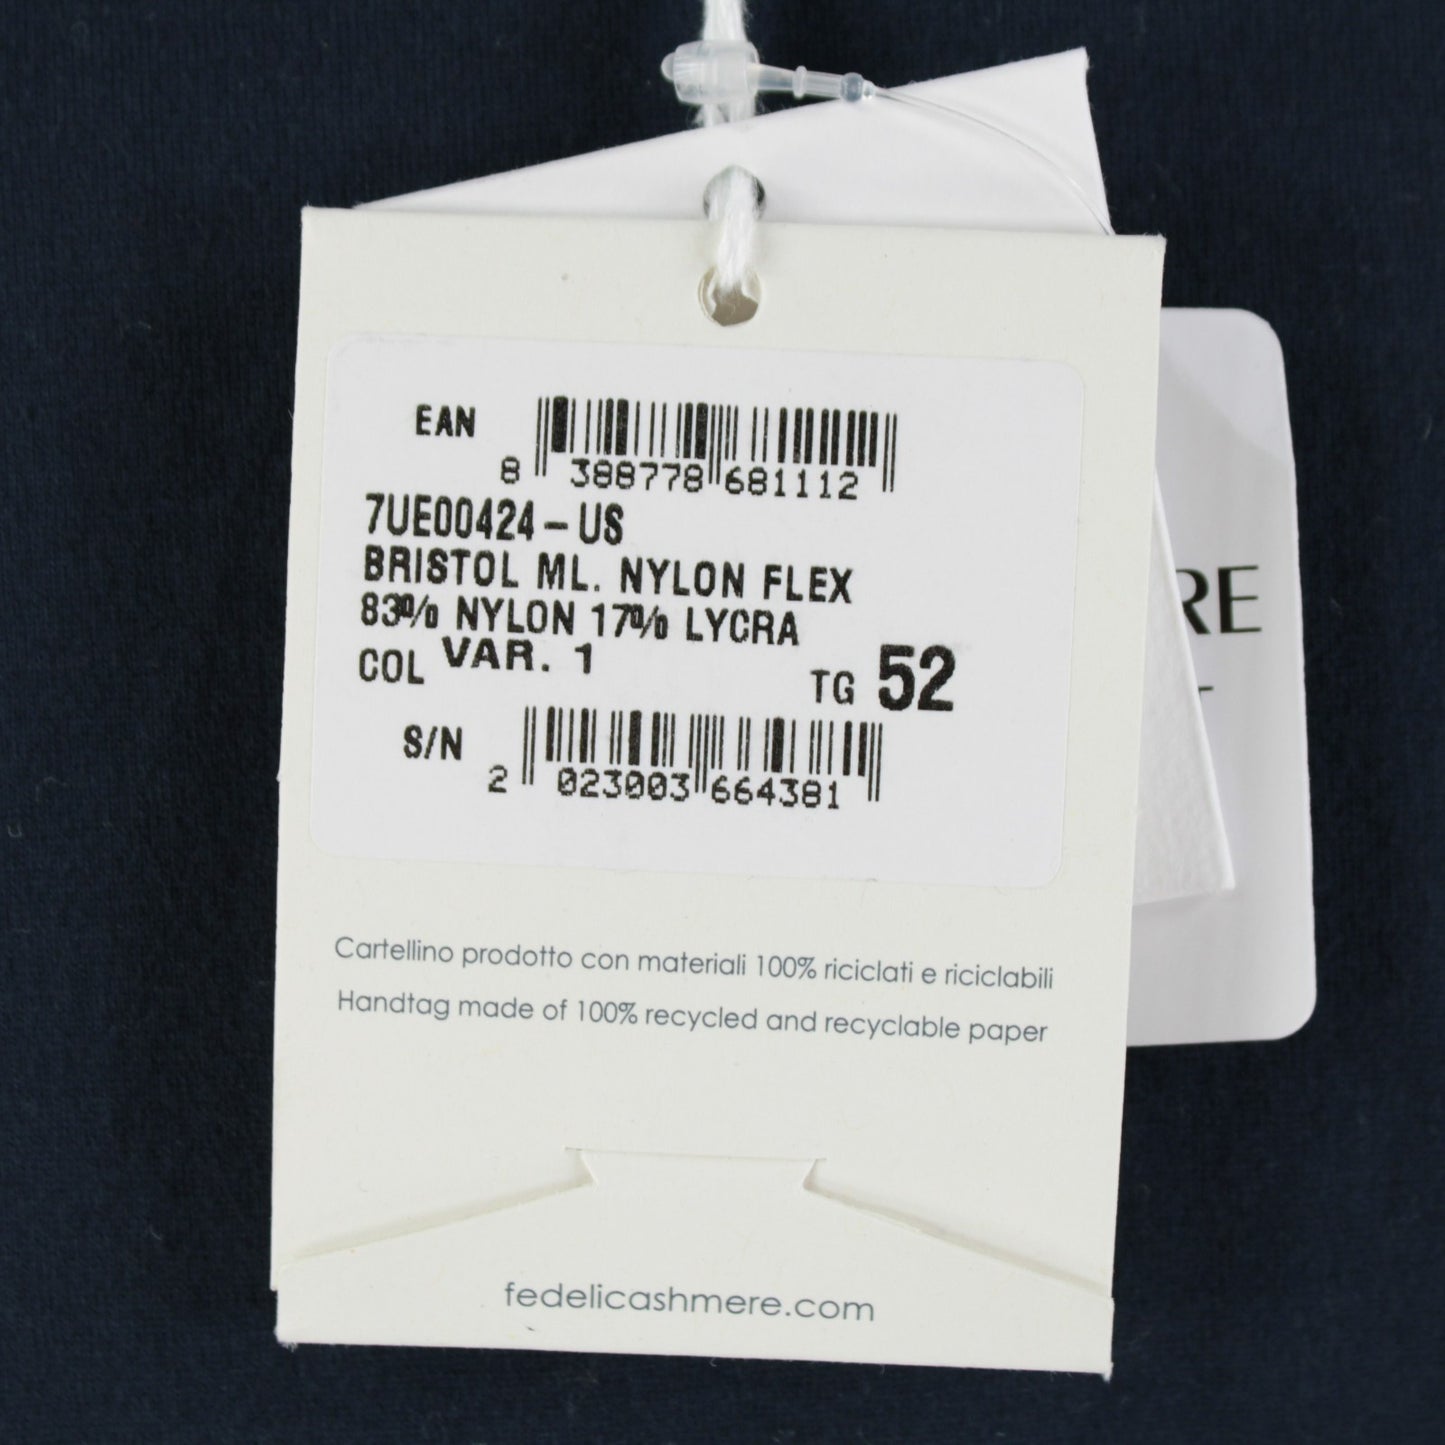 EAN
8 388778 681112
7UE00424-US
BRISTOL ML. NYLON FLEX
83% NYLON 17% LYCRA
COL VAR. 1
TG 52
S/N
2 023003 664381
Cartellino prodotto con materiali 100% riciclati e riciclabili
Handtag made of 100% recycled and recyclable paper
fedelicashmere.com